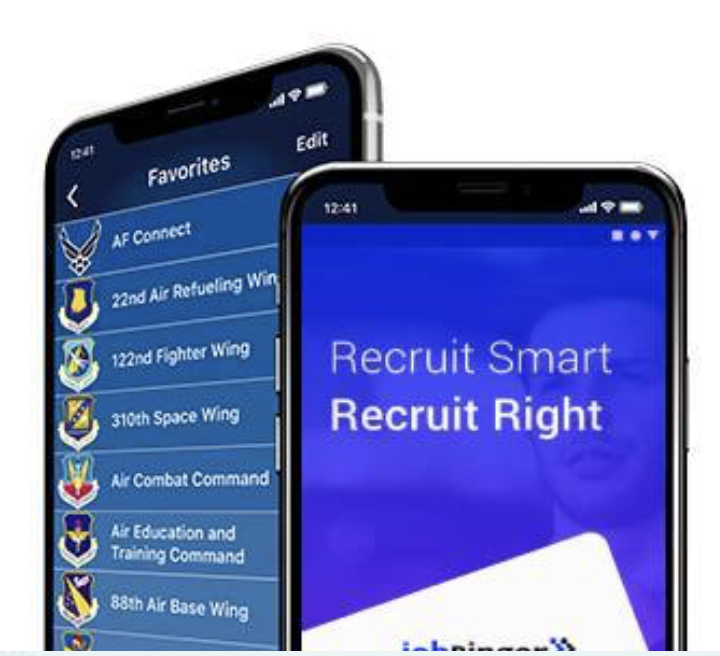 12:41
Favorites
Edit
AF Connect
22nd Air Refueling Win
122nd Fighter Wing
310th Space Wing
Air Combat Command
Air Education and
Training Command
88th Air Base Wing
12:41
Recruit Smart
Recruit Right
jobRinger